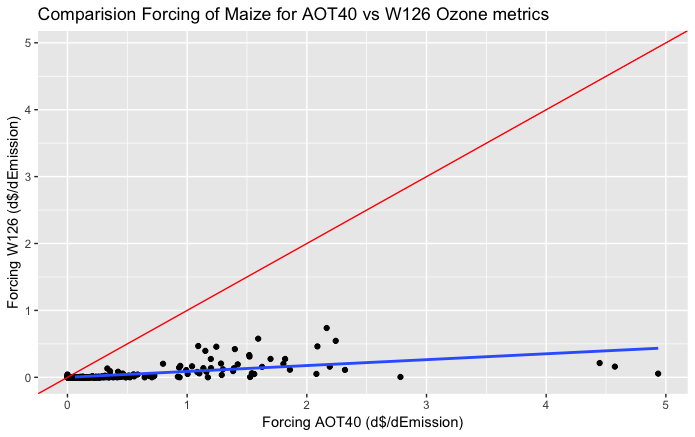 Comparision Forcing of Maize for AOT40 vs W126 Ozone metrics
5
4
3
2
1
0
Forcing W126 (d$/dEmission)
0 1 2 3 4 5
Forcing AOT40 (d$/dEmission)